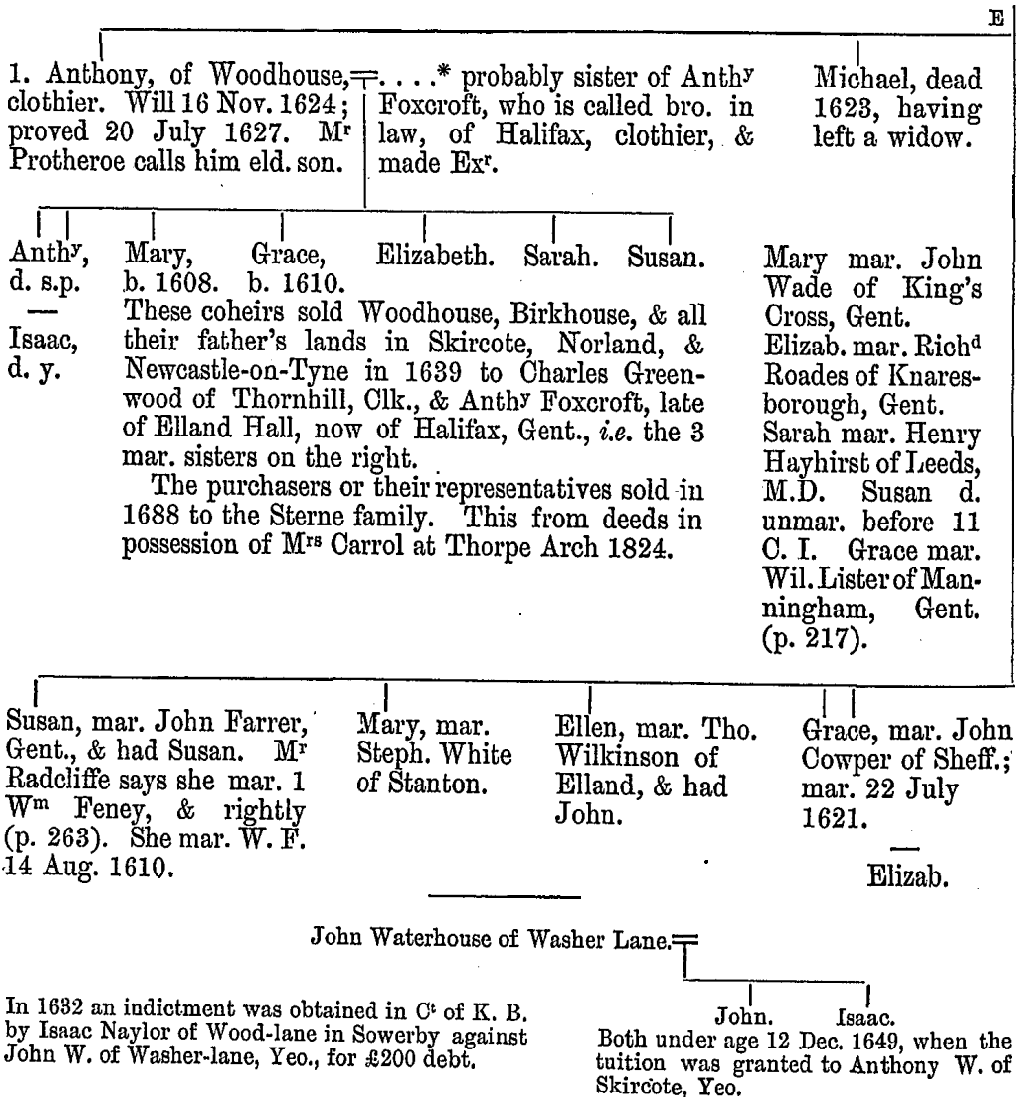 E
1. Anthony, of Woodhouse,
clothier. Will 16 Nov. 1624;
proved 20 July 1627. Mr
Protheroe calls him eld. son.
. . . .* probably sister of Anthy
Foxcroft, who is called bro. in
law, of Halifax, clothier, &
made Exr.
Michael, dead
1623, having
left a widow.
Anthy,
d. s.p.
—
Isaac,
d. y.
Mary, Grace, Elizabeth. Sarah. Susan.
b. 1608. b. 1610.
These coheirs sold Woodhouse, Birkhouse, & all
their father's lands in Skircote, Norland, &
Newcastle-on-Tyne in 1639 to Charles Green-
wood of Thornhill, Clk., & Anthy Foxcroft, late
of Elland Hall, now of Halifax, Gent., i.e. the 3
mar. sisters on the right.
The purchasers or their representatives sold in
1688 to the Sterne family. This from deeds in
possession of Mrs Carrol at Thorpe Arch 1824.
Mary mar. John
Wade of King's
Cross, Gent.
Elizab. mar. Richd
Roades of Knares-
borough, Gent.
Sarah mar. Henry
Hayhirst of Leeds,
M.D. Susan d.
unmar. before 11
C. I. Grace mar.
Wil. Lister of Man-
ningham, Gent.
(p. 217).
Susan, mar. John Farrer,
Gent., & had Susan. Mr
Radcliffe says she mar. 1
Wm Feney, & rightly
(p. 263). She mar. W. F.
14 Aug. 1610.
Mary, mar.
Steph. White
of Stanton.
Ellen, mar. Tho.
Wilkinson of
Elland, & had
John.
Grace, mar. John
Cowper of Sheff.;
mar. 22 July
1621.
—
Elizab.
John Waterhouse of Washer Lane.
In 1632 an indictment was obtained in Ct of K. B.
by Isaac Naylor of Wood-lane in Sowerby against
John W. of Washer-lane, Yeo., for £200 debt.
John. Isaac.
Both under age 12 Dec. 1649, when the
tuition was granted to Anthony W. of
Skircote, Yeo.